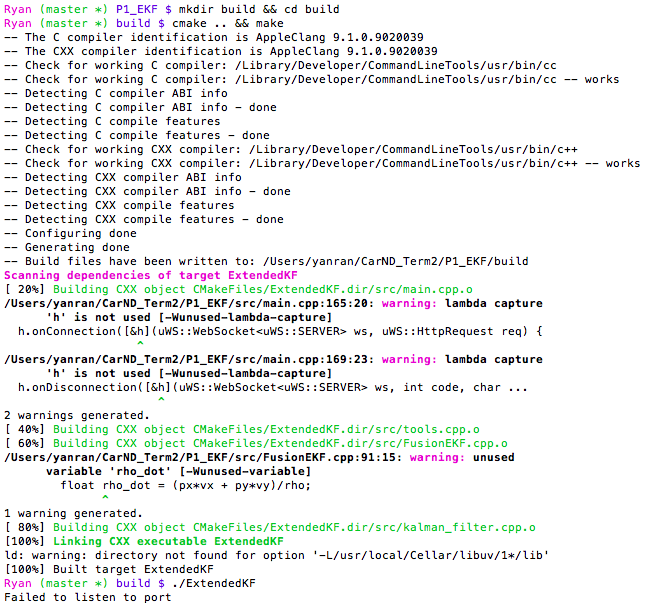 Ryan (master *) P1_EKF $ mkdir build && cd build
Ryan (master *) build $ cmake .. && make
-- The C compiler identification is AppleClang 9.1.0.9020039
-- The CXX compiler identification is AppleClang 9.1.0.9020039
-- Check for working C compiler: /Library/Developer/CommandLineTools/usr/bin/cc
-- Check for working C compiler: /Library/Developer/CommandLineTools/usr/bin/cc -- works
-- Detecting C compiler ABI info
-- Detecting C compiler ABI info - done
-- Detecting C compile features
-- Detecting C compile features - done
-- Check for working CXX compiler: /Library/Developer/CommandLineTools/usr/bin/c++
-- Check for working CXX compiler: /Library/Developer/CommandLineTools/usr/bin/c++ -- works
-- Detecting CXX compiler ABI info
-- Detecting CXX compiler ABI info - done
-- Detecting CXX compile features
-- Detecting CXX compile features - done
-- Configuring done
-- Generating done
-- Build files have been written to: /Users/yanran/CarND_Term2/P1_EKF/build
Scanning dependencies of target ExtendedKF
[ 20%] Building CXX object CMakeFiles/ExtendedKF.dir/src/main.cpp.o
/Users/yanran/CarND_Term2/P1_EKF/src/main.cpp:165:20: warning: lambda capture
'h' is not used [-Wunused-lambda-capture]
h.onConnection([&h](uWS::WebSocket<uWS::SERVER> ws, uWS::HttpRequest req) {
^
/Users/yanran/CarND_Term2/P1_EKF/src/main.cpp:169:23: warning: lambda capture
'h' is not used [-Wunused-lambda-capture]
h.onDisconnection([&h](uWS::WebSocket<uWS::SERVER> ws, int code, char ...
^
2 warnings generated.
[ 40%] Building CXX object CMakeFiles/ExtendedKF.dir/src/tools.cpp.o
[ 60%] Building CXX object CMakeFiles/ExtendedKF.dir/src/FusionEKF.cpp.o
/Users/yanran/CarND_Term2/P1_EKF/src/FusionEKF.cpp:91:15: warning: unused
variable 'rho_dot' [-Wunused-variable]
float rho_dot = (px*vx + py*vy)/rho;
^
1 warning generated.
[ 80%] Building CXX object CMakeFiles/ExtendedKF.dir/src/kalman_filter.cpp.o
[100%] Linking CXX executable ExtendedKF
ld: warning: directory not found for option '-L/usr/local/Cellar/libuv/1*/lib'
[100%] Built target ExtendedKF
Ryan (master *) build $ ./ExtendedKF
Failed to listen to port